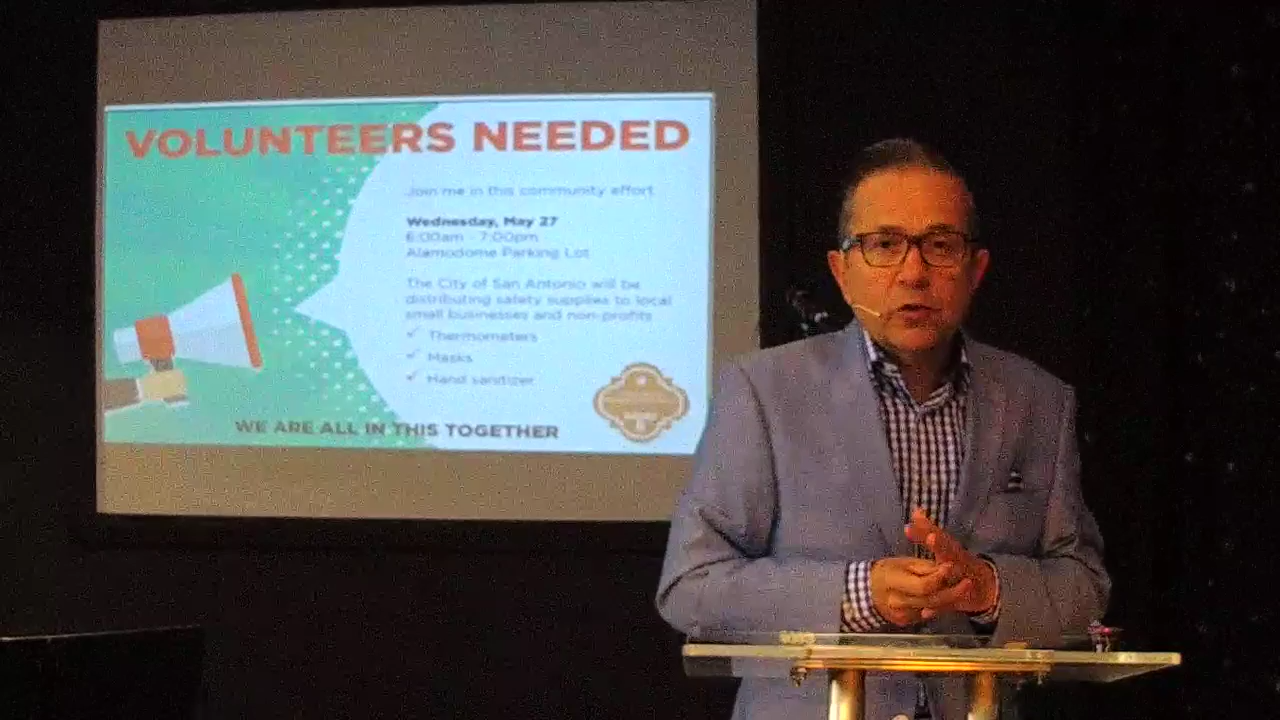 VOLUNTEERS NEEDED
Join me in this community effort
Wednesday, May 27
6:00am - 7:00pm
Alamodome Parking Lot
The City of San Antonio will be
distributing safety supplies to local
small businesses and non-profits
Thermometers
Masks
Hand sanitizer
WE ARE ALL IN THIS TOGETHER